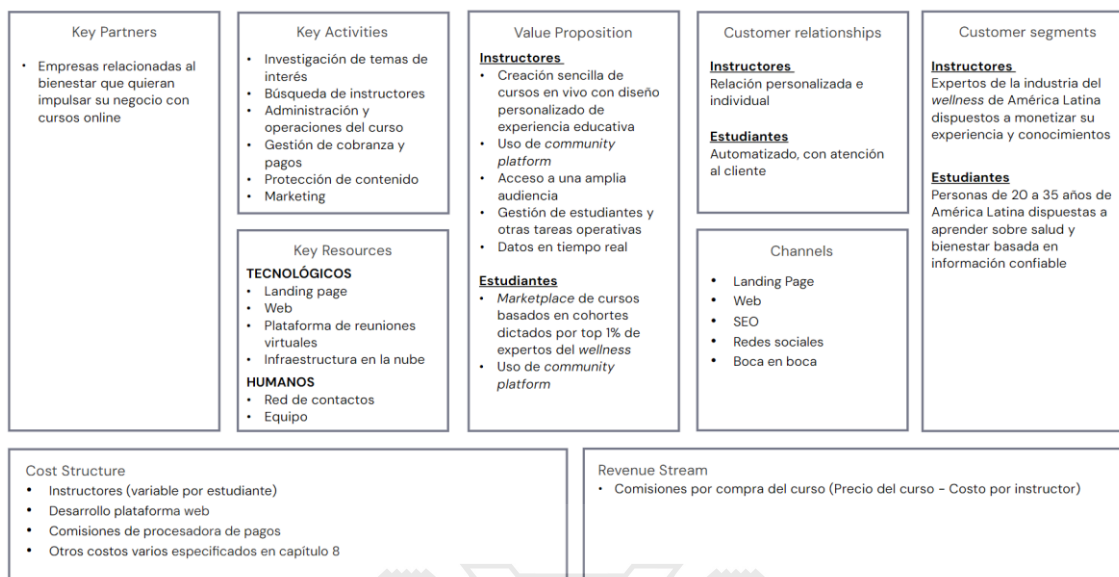 Key Partners
• Empresas relacionadas al
bienestar que quieran
impulsar su negocio con
cursos online
Key Activities
• Investigación de temas de
interés
• Búsqueda de instructores
• Administración y
operaciones del curso
• Gestión de cobranza y
pagos
• Protección de contenido
• Marketing
Key Resources
TECNOLÓGICOS
• Landing page
• Web
• Plataforma de reuniones
virtuales
• Infraestructura en la nube
HUMANOS
• Red de contactos
• Equipo
Value Proposition
Instructores
• Creación sencilla de
cursos en vivo con diseño
personalizado de
experiencia educativa
• Uso de community
platform
• Acceso a una amplia
audiencia
• Gestión de estudiantes y
otras tareas operativas
• Datos en tiempo real
Estudiantes
• Marketplace de cursos
basados en cohortes
dictados por top 1% de
expertos del wellness
• Uso de community
platform
Customer relationships
Instructores
Relación personalizada e
individual
Estudiantes
Automatizado, con atención
al cliente
Channels
• Landing Page
• Web
• SEO
• Redes sociales
• Boca en boca
Customer segments
Instructores
Expertos de la industria del
wellness de América Latina
dispuestos a monetizar su
experiencia y conocimientos
Estudiantes
Personas de 20 a 35 años de
América Latina dispuestas a
aprender sobre salud y
bienestar basada en
información confiable
Cost Structure
• Instructores (variable por estudiante)
• Desarrollo plataforma web
• Comisiones de procesadora de pagos
• Otros costos varios especificados en capítulo 8
Revenue Stream
• Comisiones por compra del curso (Precio del curso - Costo por instructor)